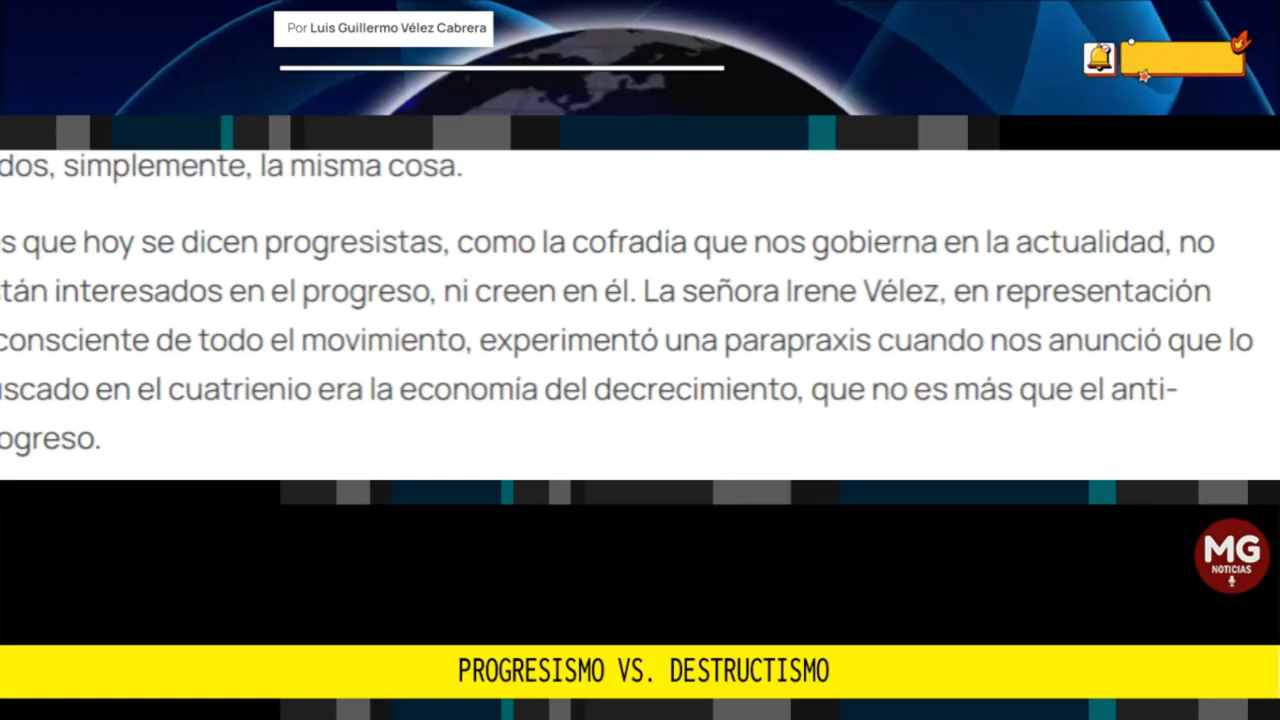 Por Luis Guillermo Vélez Cabrera
dos, simplemente, la misma cosa.
s que hoy se dicen progresistas, como la cofradía que nos gobierna en la actualidad, no
tán interesados en el progreso, ni creen en él. La señora Irene Vélez, en representación
consciente de todo el movimiento, experimentó una parapraxis cuando nos anunció que lo
uscado en el cuatrienio era la economía del decrecimiento, que no es más que el anti-
ogreso.
MG
NOTICIAS
PROGRESISMO VS. DESTRUCTISMO